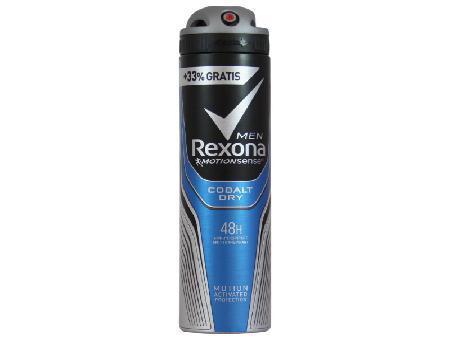 +33% GRATIS
MEN
Rexona
MOTIONsense
COBALT
DRY
48H
MOTION
ACTIVATED
PROTECTION